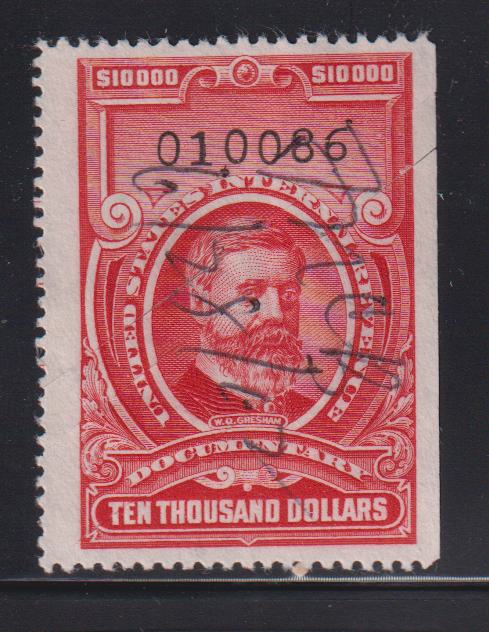 $10000 $10000
010086
UNITED STATES INTERNAL REVENUE
W.Q. GRESHAM
DOCUMENTARY
TEN THOUSAND DOLLARS